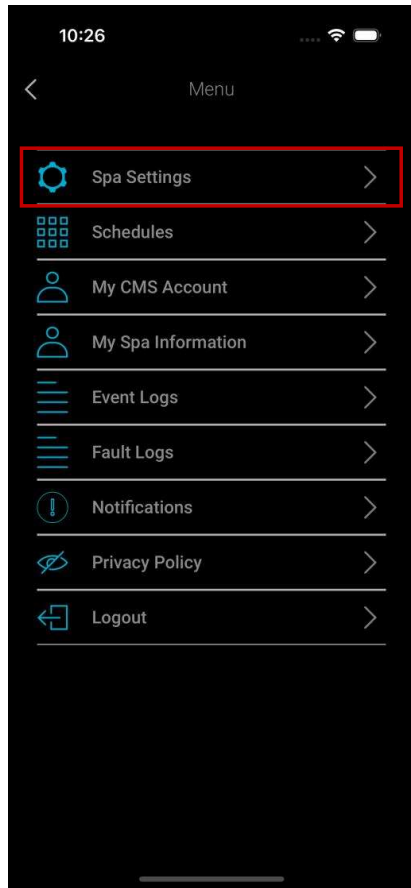 10:26
Menu
Spa Settings
Schedules
My CMS Account
My Spa Information
Event Logs
Fault Logs
Notifications
Privacy Policy
Logout